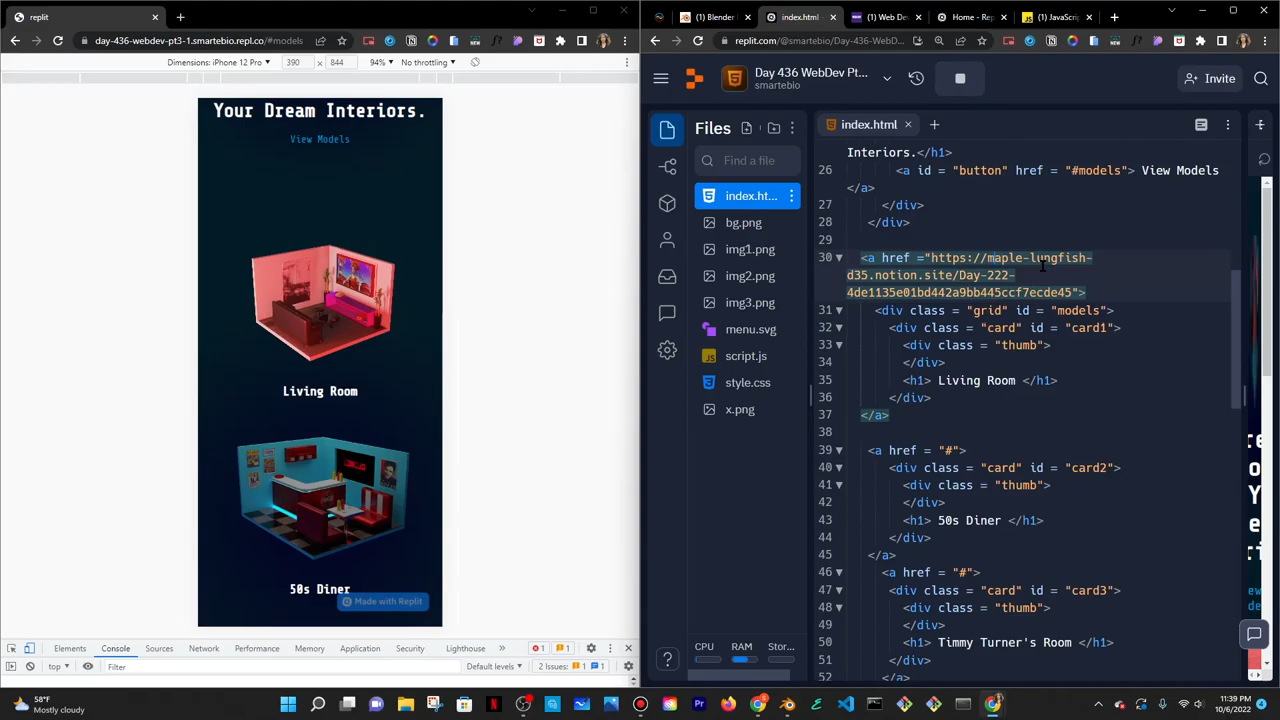 replit
(1) Blender
index.html
(1) Web De
Home - Rep
(1) JavaScri
day-436-webdev-pt3-1.smartebio.repl.co/#models
replit.com/@smartebio/Day-436-WebD...
Dimensions: iPhone 12 Pro
390
x
844
94%
No throttling
Day 436 WebDev Pt...
smartebio
Invite
Files
index.html
Find a file
index.ht...
bg.png
img1.png
img2.png
img3.png
menu.svg
script.js
style.css
x.png
CPU
RAM
Stor...
Your Dream Interiors.
View Models
Living Room
50s Diner
Made with Replit
Interiors.</h1>
26 <a id = "button" href = "#models"> View Models
</a>
27 </div>
28 </div>
29
30 <a href ="https://maple-lungfish-
d35.notion.site/Day-222-
4de1135e01bd442a9bb445ccf7ecde45">
31 <div class = "grid" id = "models">
32 <div class = "card" id = "card1">
33 <div class = "thumb">
34 </div>
35 <h1> Living Room </h1>
36 </div>
37 </a>
38
39 <a href = "#">
40 <div class = "card" id = "card2">
41 <div class = "thumb">
42 </div>
43 <h1> 50s Diner </h1>
44 </div>
45 </a>
46 <a href = "#">
47 <div class = "card" id = "card3">
48 <div class = "thumb">
49 </div>
50 <h1> Timmy Turner's Room </h1>
51 </div>
52
Elements
Console
Sources
Network
Performance
Memory
Application
Security
Lighthouse
1
1
top
Filter
Default levels
2 Issues:
1
1
58°F
Mostly cloudy
11:39 PM
10/6/2022